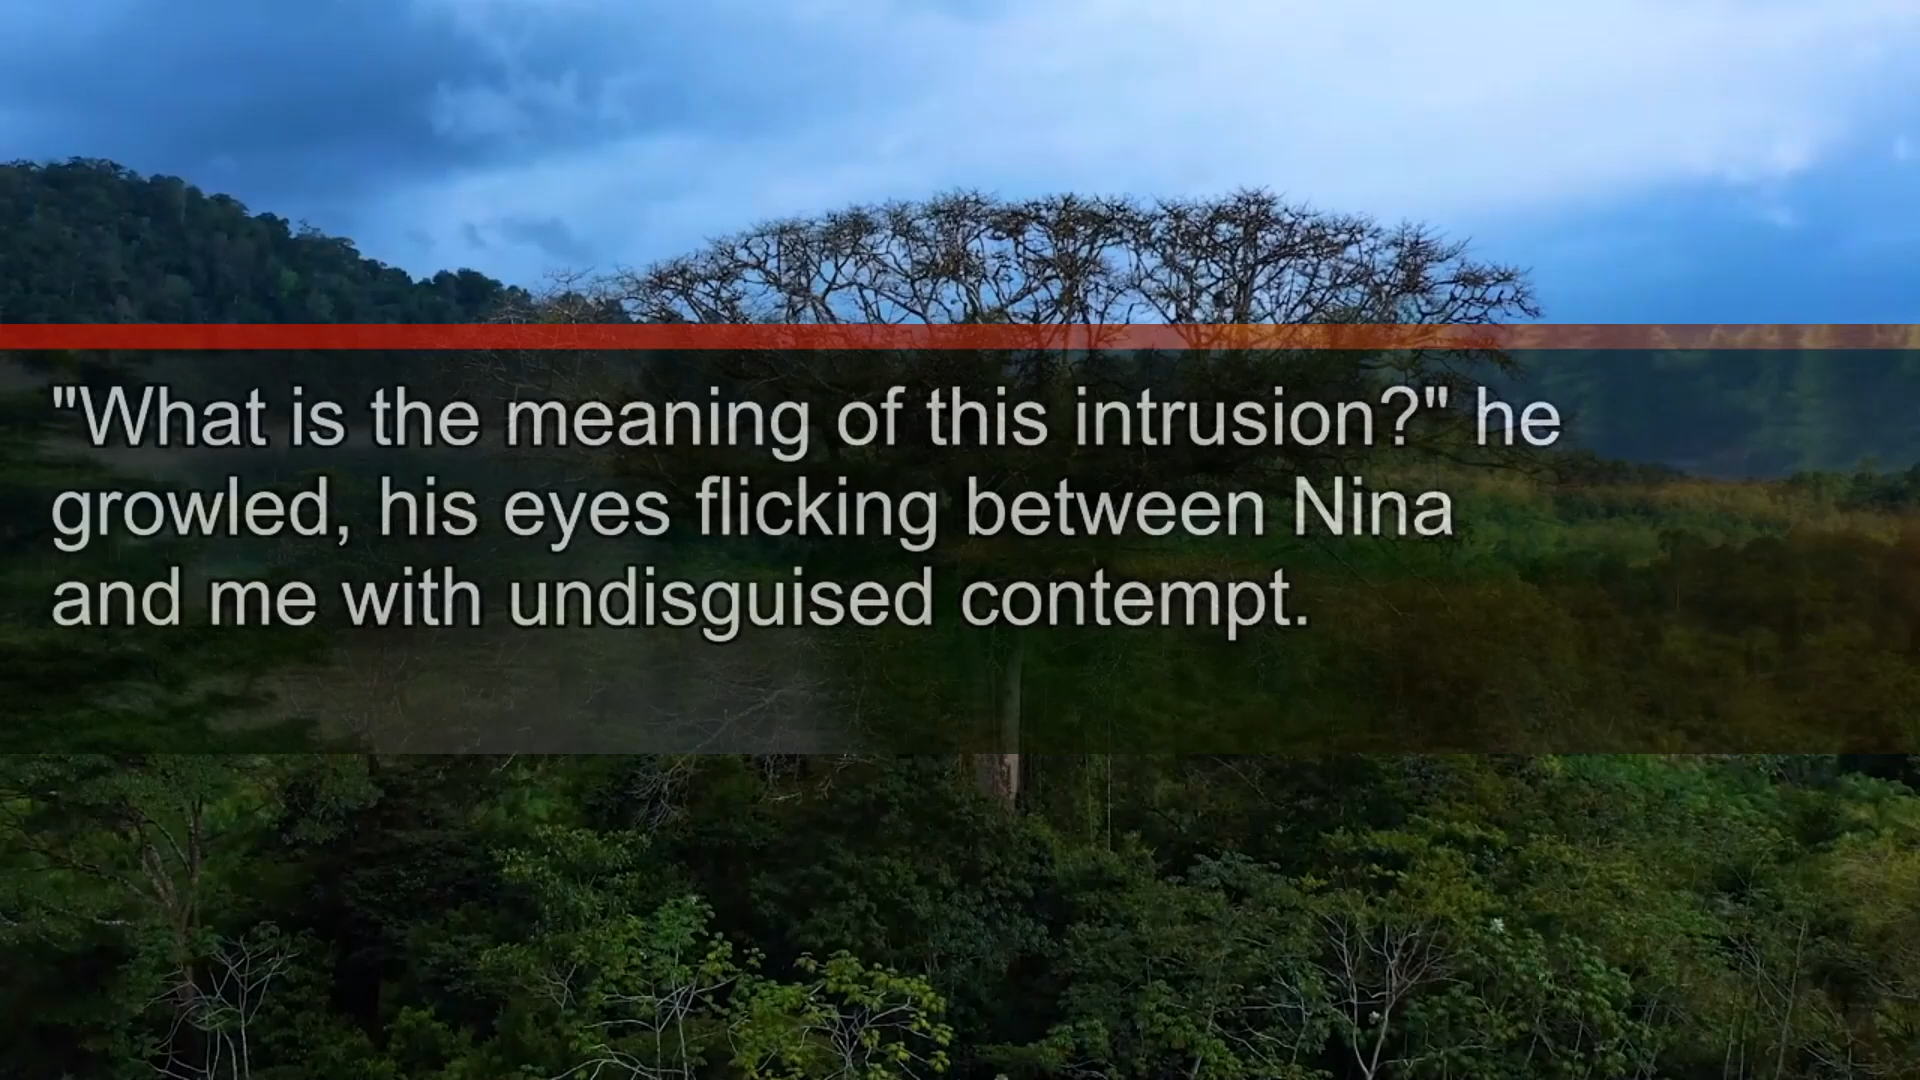 "What is the meaning of this intrusion?" he
growled, his eyes flicking between Nina
and me with undisguised contempt.